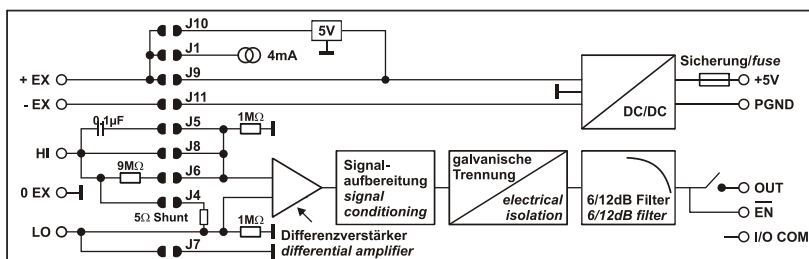 J10
5V
J1
4mA
+ EX
J9
Sicherung/fuse
+5V
- EX
J11
DC/DC
PGND
0,1µF
J5
1MΩ
HI
J8
9MΩ
J6
0 EX
J4
5Ω Shunt
LO
1MΩ
J7
Differenzverstärker
differential amplifier
Signal-
aufbereitung
signal
conditioning
galvanische
Trennung
electrical
isolation
6/12dB Filter
6/12dB filter
OUT
EN
I/O COM